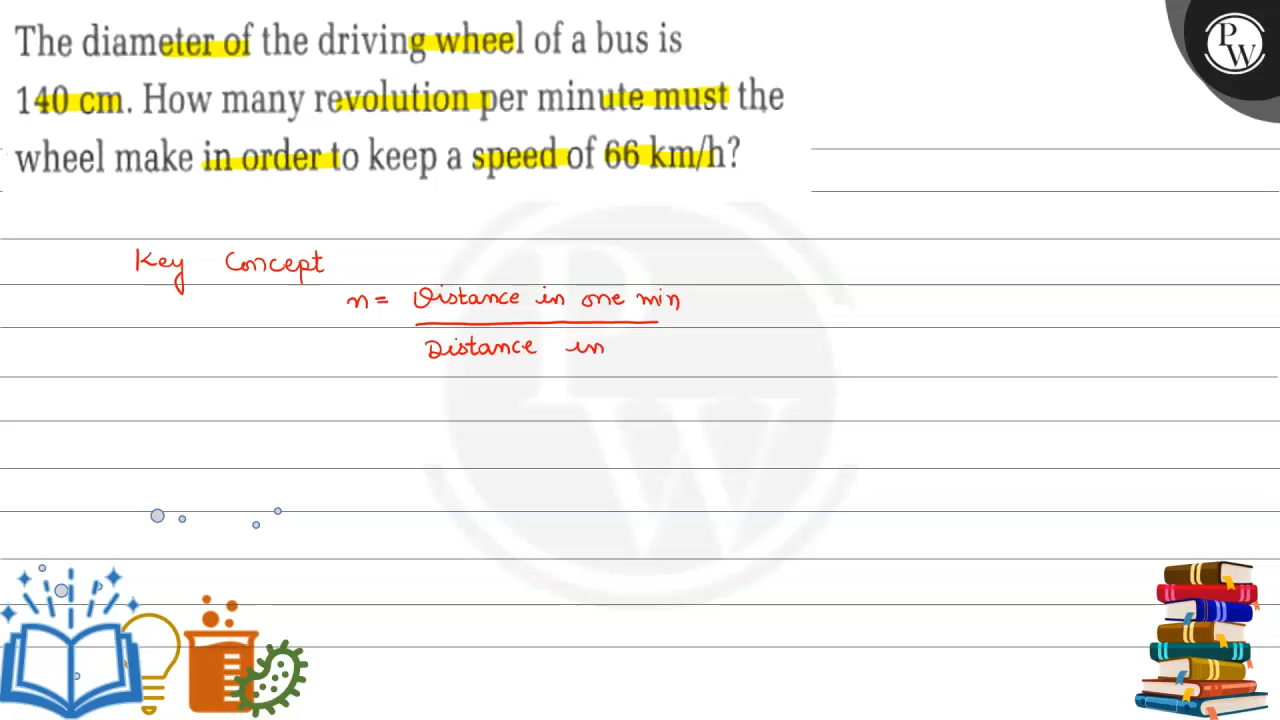 The diameter of the driving wheel of a bus is
140 cm. How many revolution per minute must the
wheel make in order to keep a speed of 66 km/h?
Key Concept
n = Distance in one min
Distance in
P
W
P
W